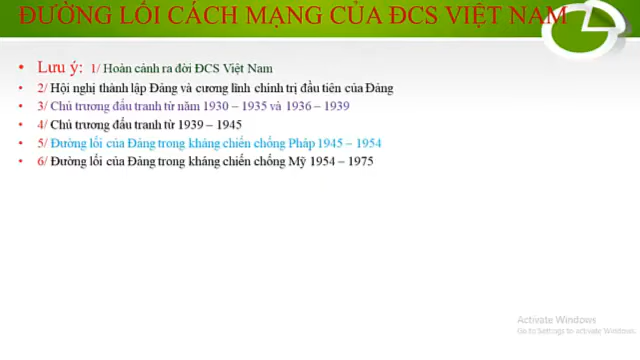 ĐƯỜNG LỐI CÁCH MẠNG CỦA ĐCS VIỆT NAM
• Lưu ý: 1/ Hoàn cảnh ra đời ĐCS Việt Nam
• 2/ Hội nghị thành lập Đảng và cương lĩnh chính trị đầu tiên của Đảng
• 3/ Chủ trương đấu tranh từ năm 1930 – 1935 và 1936 – 1939
• 4/ Chủ trương đấu tranh từ 1939 – 1945
• 5/ Đường lối của Đảng trong kháng chiến chống Pháp 1945 – 1954
• 6/ Đường lối của Đảng trong kháng chiến chống Mỹ 1954 – 1975
Activate Windows
Go to Settings to activate Windows.